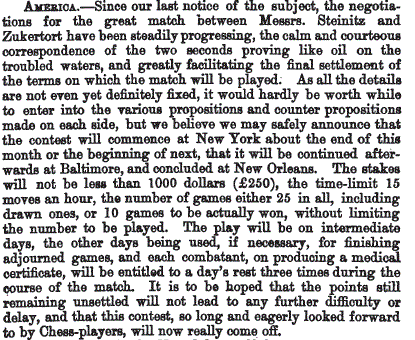 AMERICA.—Since our last notice of the subject, the negotia-
tions for the great match between Messrs. Steinitz and
Zukertort have been steadily progressing, the calm and courteous
correspondence of the two seconds proving like oil on the
troubled waters, and greatly facilitating the final settlement of
the terms on which the match will be played. As all the details
are not even yet definitely fixed, it would hardly be worth while
to enter into the various propositions and counter propositions
made on each side, but we believe we may safely announce that
the contest will commence at New York about the end of this
month or the beginning of next, that it will be continued after-
wards at Baltimore, and concluded at New Orleans. The stakes
will not be less than 1000 dollars (£250), the time-limit 15
moves an hour, the number of games either 25 in all, including
drawn ones, or 10 games to be actually won, without limiting
the number to be played. The play will be on intermediate
days, the other days being used, if necessary, for finishing
adjourned games, and each combatant, on producing a medical
certificate, will be entitled to a day's rest three times during the
course of the match. It is to be hoped that the points still
remaining unsettled will not lead to any further difficulty or
delay, and that this contest, so long and eagerly looked forward
to by Chess-players, will now really come off.